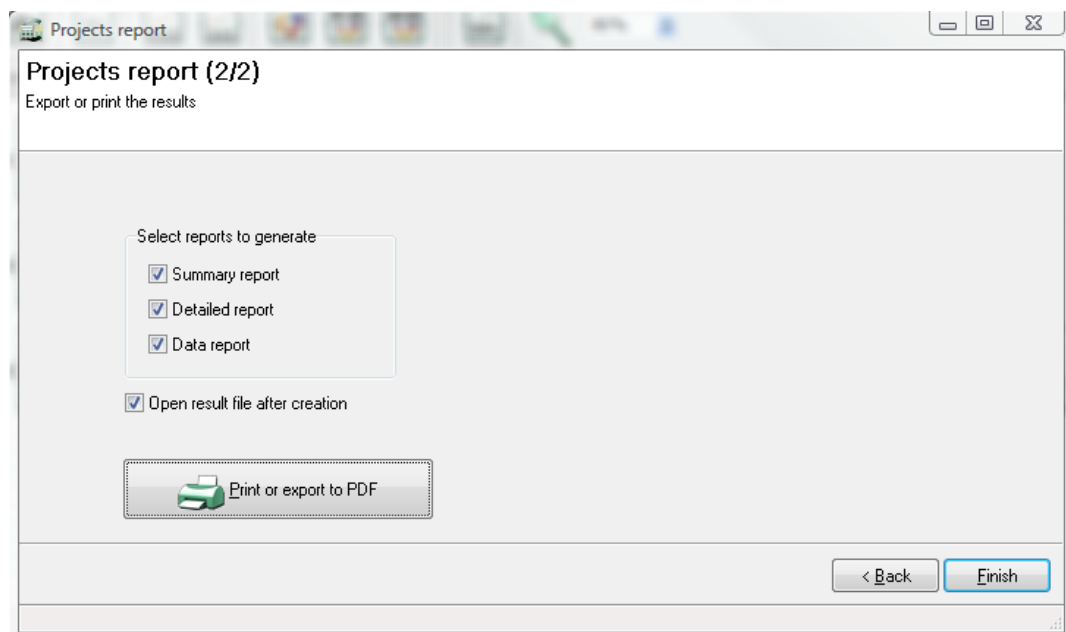 Projects report
Projects report (2/2)
Export or print the results
Select reports to generate
Summary report
Detailed report
Data report
Open result file after creation
Print or export to PDF
< Back
Finish